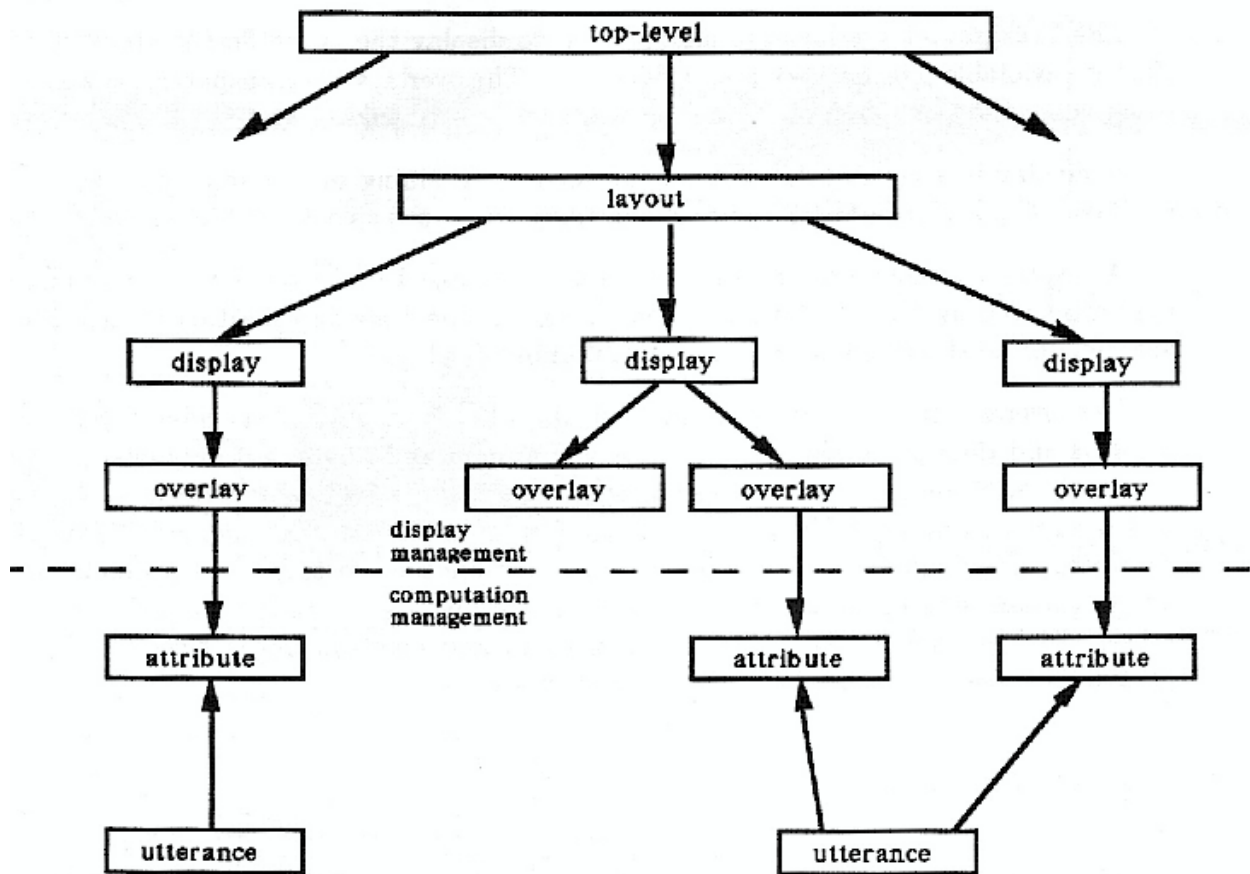 top-level
layout
display
display
display
overlay
overlay
overlay
overlay
display
management
computation
management
attribute
attribute
attribute
utterance
utterance